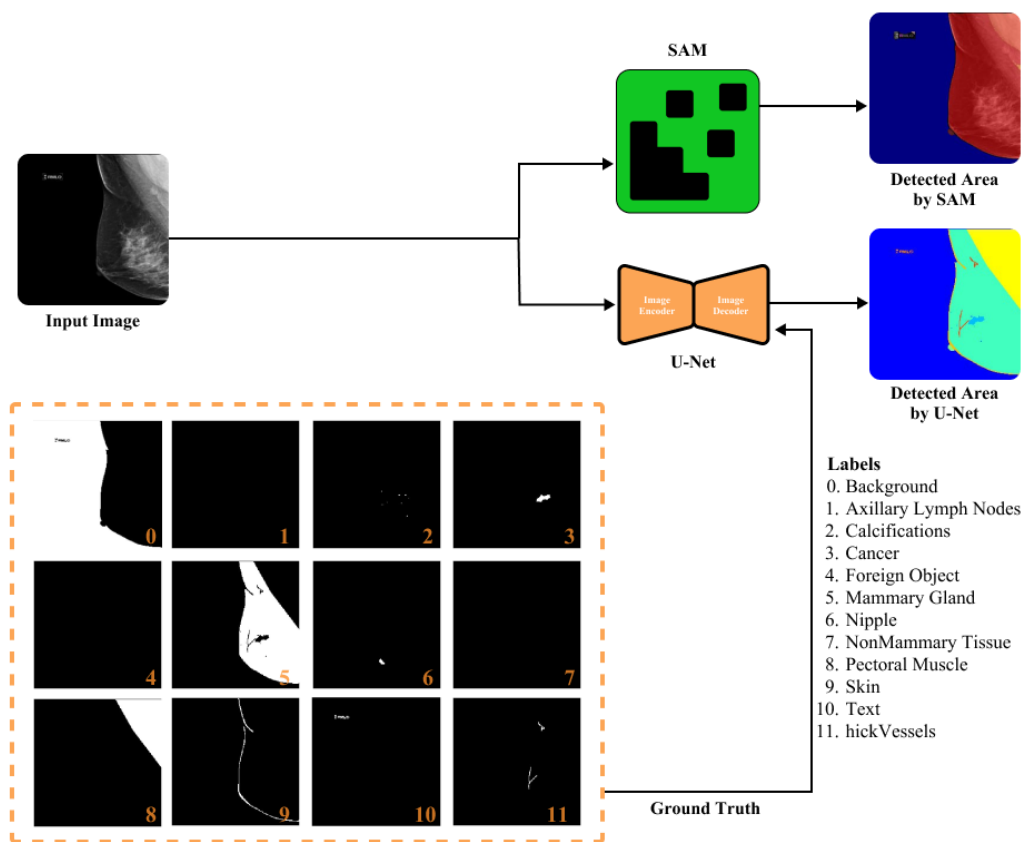 SAM
Detected Area
by SAM
Input Image
Image
Encoder
Image
Decoder
U-Net
Detected Area
by U-Net
0
1
2
3
4
5
6
7
8
9
10
11
Labels
0. Background
1. Axillary Lymph Nodes
2. Calcifications
3. Cancer
4. Foreign Object
5. Mammary Gland
6. Nipple
7. NonMammary Tissue
8. Pectoral Muscle
9. Skin
10. Text
11. hickVessels
Ground Truth